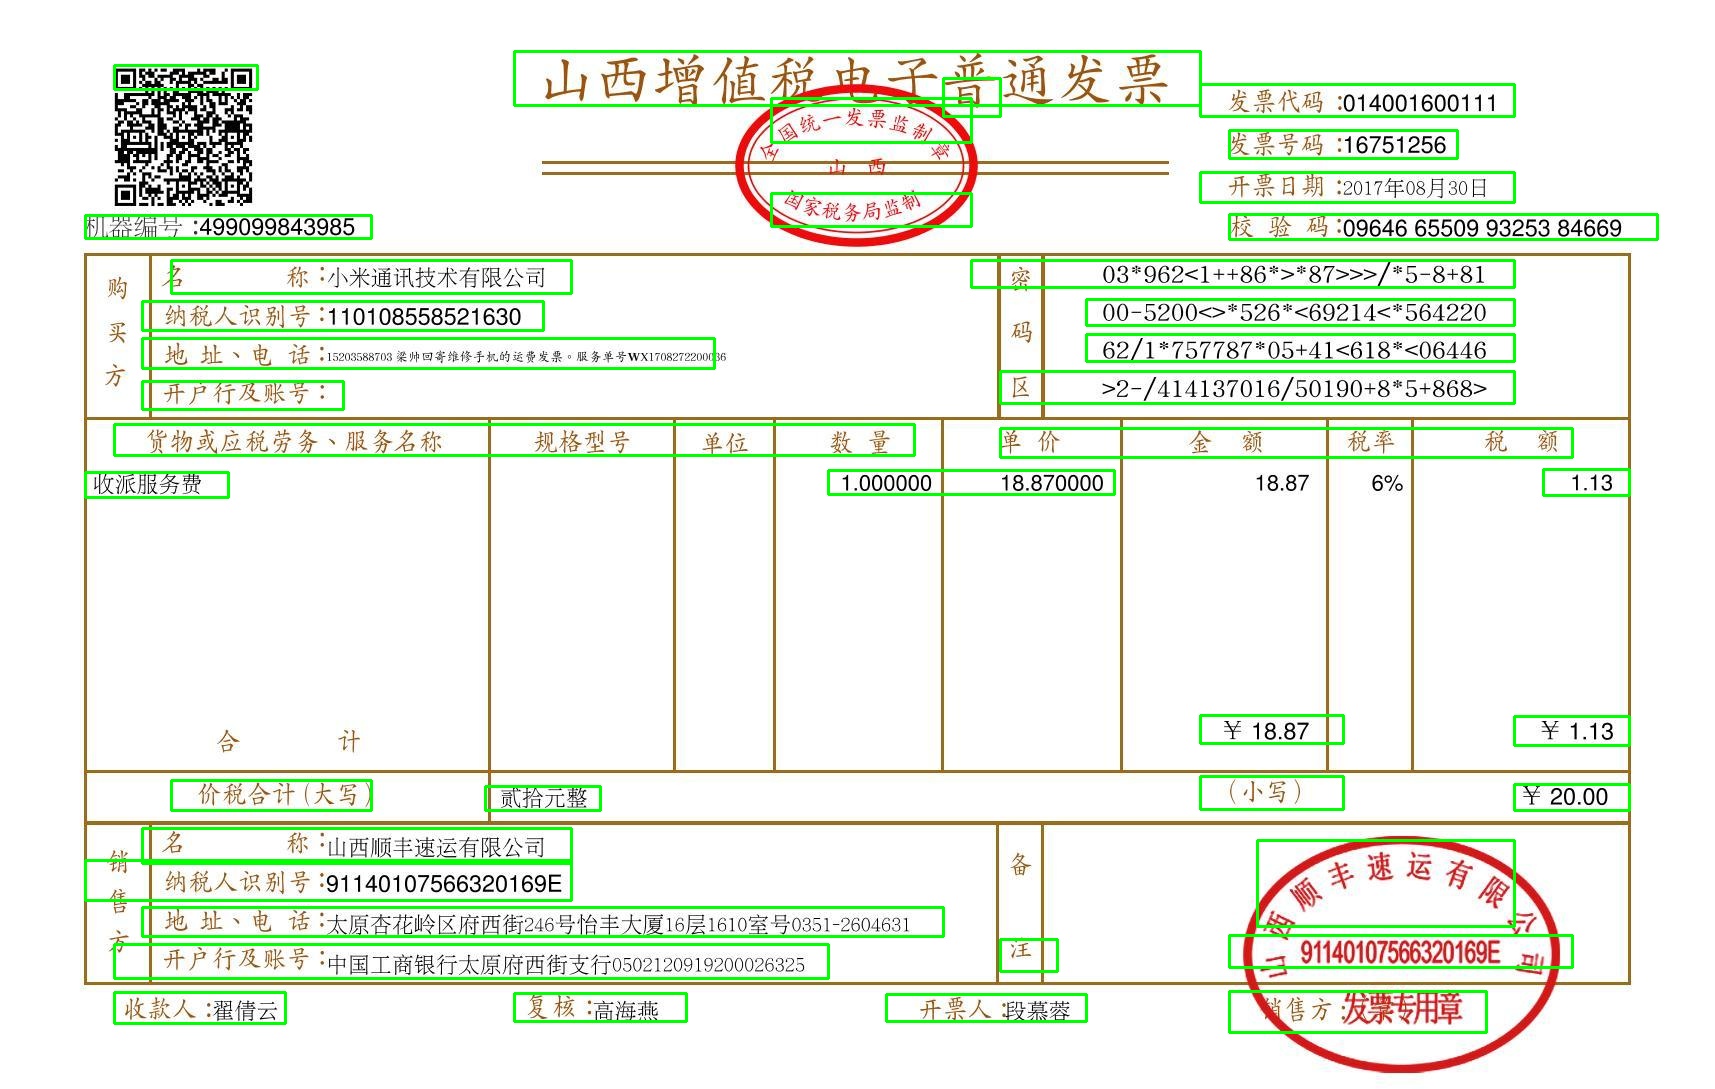 山西增值税电子普通发票
全国统一发票监制章
山 西
国家税务局监制
发票代码:014001600111
发票号码:16751256
开票日期:2017年08月30日
校 验 码:09646 65509 93253 84669
机器编号:499099843985
购买方
名 称:小米通讯技术有限公司
纳税人识别号:110108558521630
地 址、电 话:15203588703 梁帅回寄维修手机的运费发票。服务单号WX1708272200036
开户行及账号:
密码区
03*962<1++86*>*87>>>/*5-8+81
00-5200<>*526*<69214<*564220
62/1*757787*05+41<618*<06446
>2-/414137016/50190+8*5+868>
货物或应税劳务、服务名称 规格型号 单位 数 量 单 价 金 额 税率 税 额
收派服务费 1.000000 18.870000 18.87 6% 1.13
合 计 ¥ 18.87 ¥ 1.13
价税合计(大写) 贰拾元整 (小写) ¥ 20.00
销售方
名 称:山西顺丰速运有限公司
纳税人识别号:91140107566320169E
地 址、电 话:太原杏花岭区府西街246号怡丰大厦16层1610室号0351-2604631
开户行及账号:中国工商银行太原府西街支行0502120919200026325
备注
山西顺丰速运有限公司
91140107566320169E
发票专用章
收款人:翟倩云 复核:高海燕 开票人:段慕蓉 销售方: